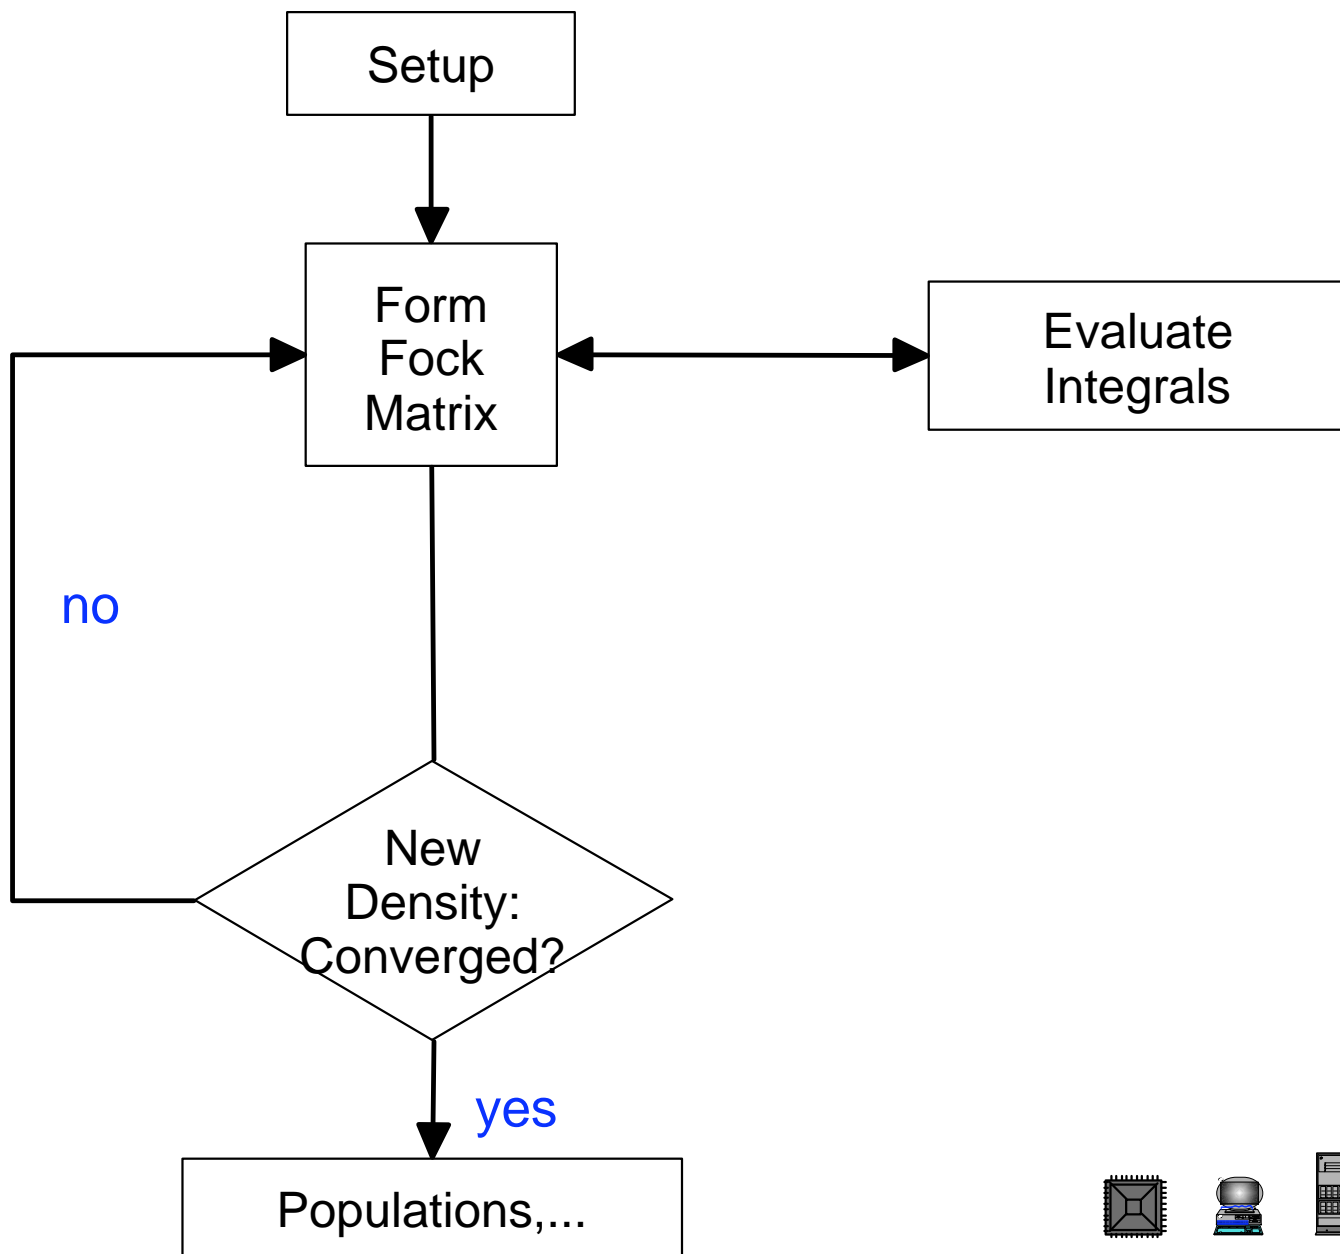 Setup
Form
Fock
Matrix
Evaluate
Integrals
no
New
Density:
Converged?
yes
Populations,...